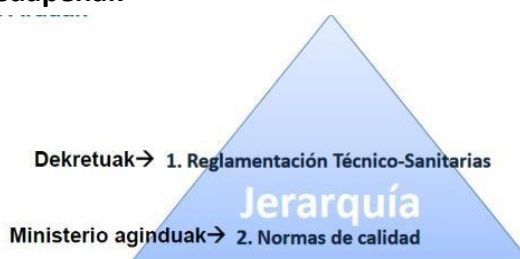 Dekretuak→ 1. Reglamentación Técnico-Sanitarias
Jerarquía
Ministerio aginduak→ 2. Normas de calidad